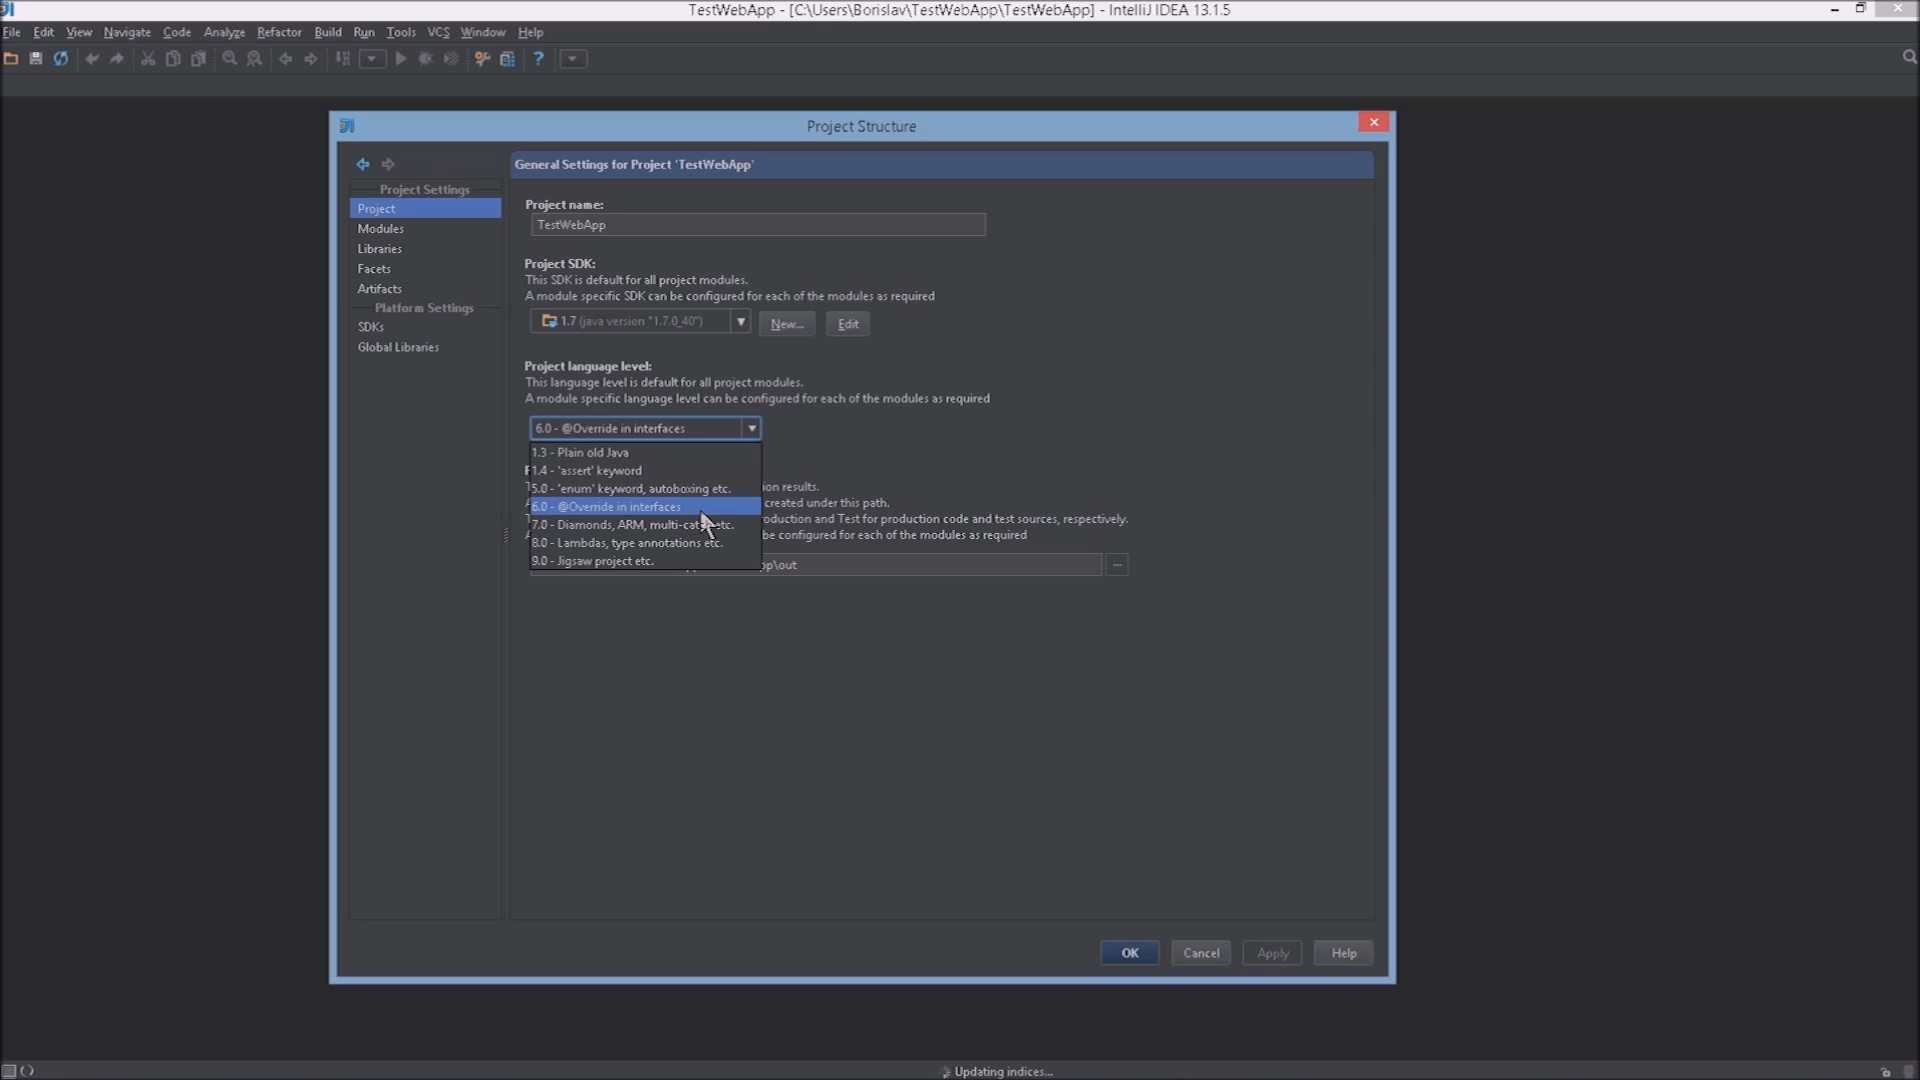 TestWebApp - [C:\Users\Borislav\TestWebApp\TestWebApp] - IntelliJ IDEA 13.1.5
File Edit View Navigate Code Analyze Refactor Build Run Tools VCS Window Help
Project Structure
Project Settings
Project
Modules
Libraries
Facets
Artifacts
Platform Settings
SDKs
Global Libraries
General Settings for Project 'TestWebApp'
Project name:
TestWebApp
Project SDK:
This SDK is default for all project modules.
A module specific SDK can be configured for each of the modules as required
1.7 (java version "1.7.0_40")
New... Edit
Project language level:
This language level is default for all project modules.
A module specific language level can be configured for each of the modules as required
6.0 - @Override in interfaces
1.3 - Plain old Java
1.4 - 'assert' keyword
5.0 - 'enum' keyword, autoboxing etc.
6.0 - @Override in interfaces
7.0 - Diamonds, ARM, etc.
8.0 - Lambdas, type annotations etc.
9.0 - Jigsaw project etc.
results.
created under this path.
and Test for production code and test sources, respectively.
be configured for each of the modules as required
\out
...
OK Cancel Apply Help
Updating indices...